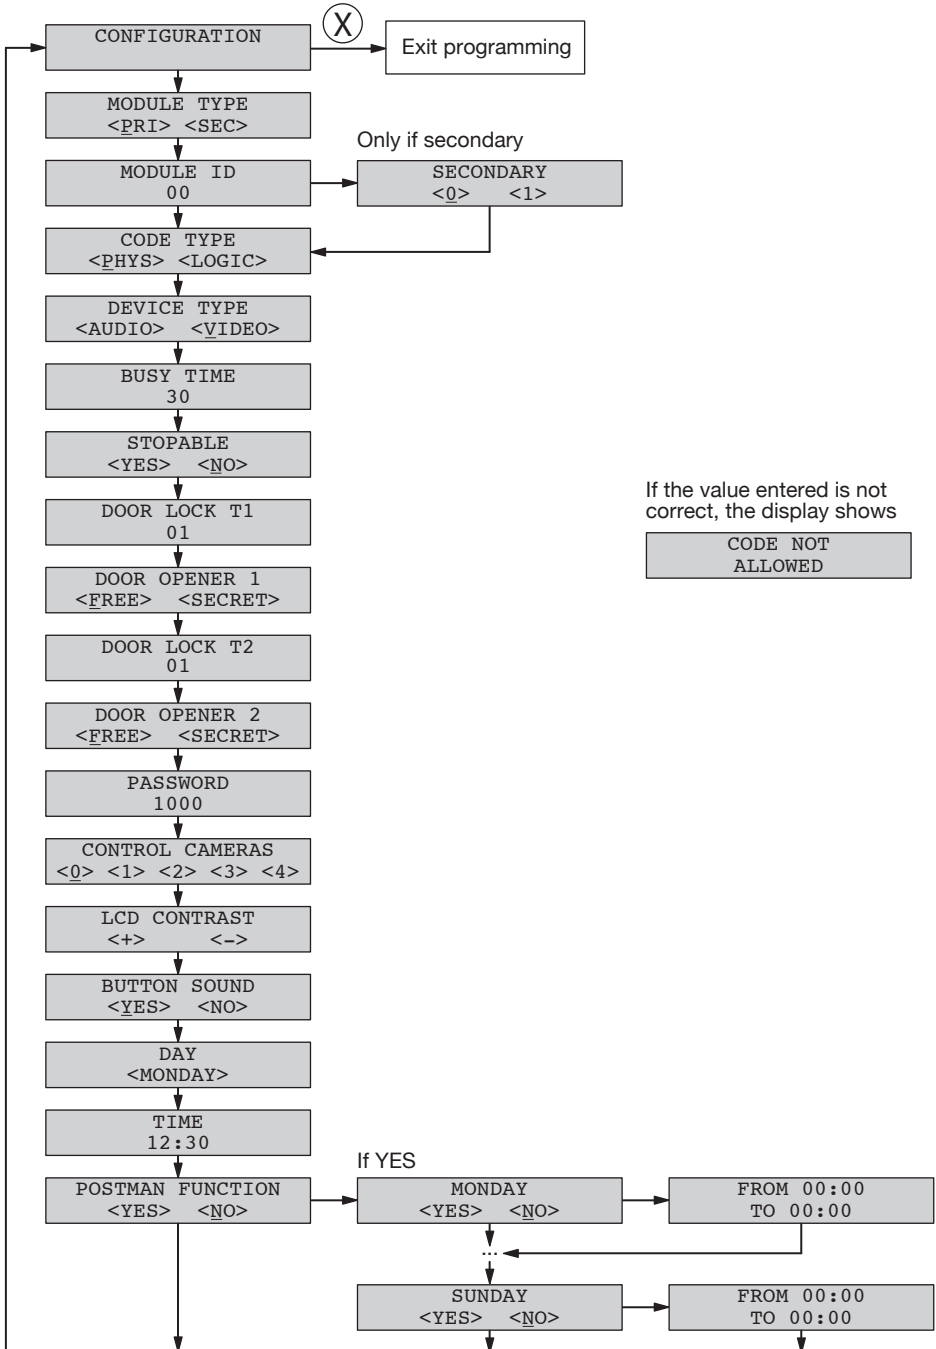 CONFIGURATION
X
Exit programming
MODULE TYPE
<PRI> <SEC>
Only if secondary
MODULE ID
00
SECONDARY
<0> <1>
CODE TYPE
<PHYS> <LOGIC>
DEVICE TYPE
<AUDIO> <VIDEO>
BUSY TIME
30
STOPABLE
<YES> <NO>
If the value entered is not
correct, the display shows
CODE NOT
ALLOWED
DOOR LOCK T1
01
DOOR OPENER 1
<FREE> <SECRET>
DOOR LOCK T2
01
DOOR OPENER 2
<FREE> <SECRET>
PASSWORD
1000
CONTROL CAMERAS
<0> <1> <2> <3> <4>
LCD CONTRAST
<+> <->
BUTTON SOUND
<YES> <NO>
DAY
<MONDAY>
TIME
12:30
If YES
POSTMAN FUNCTION
<YES> <NO>
MONDAY
<YES> <NO>
FROM 00:00
TO 00:00
...
SUNDAY
<YES> <NO>
FROM 00:00
TO 00:00